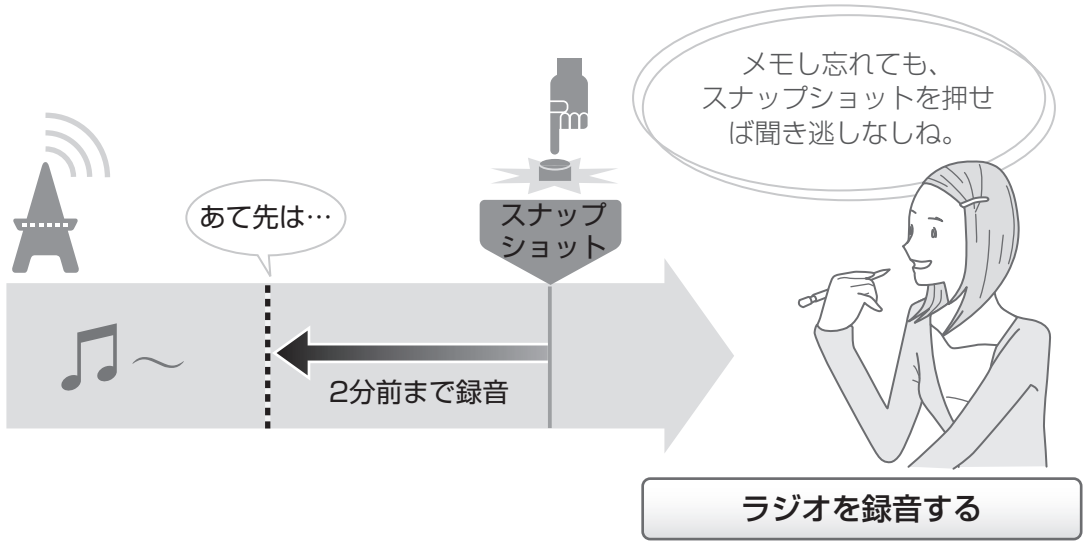 メモし忘れても、
スナップショットを押せ
ば聞き逃しなしね。
あて先は…
スナップ
ショット
2分前まで録音
ラジオを録音する